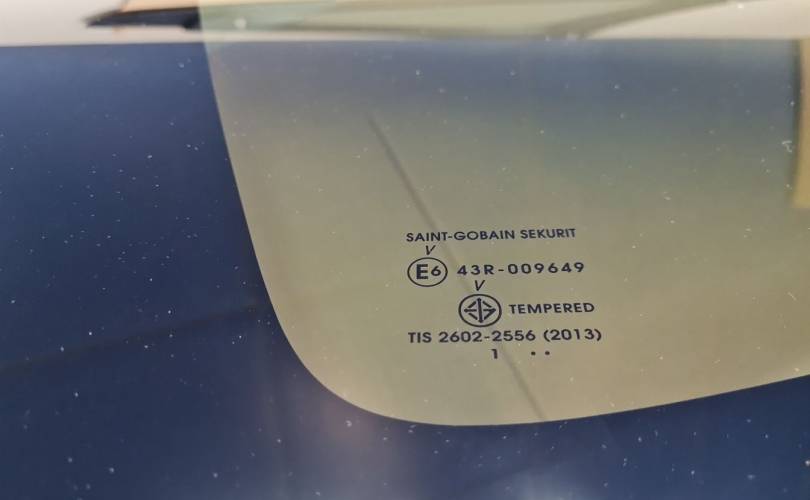 SAINT-GOBAIN SEKURIT
V
E6 43R-009649
V
TEMPERED
TIS 2602-2556 (2013)
1 ..